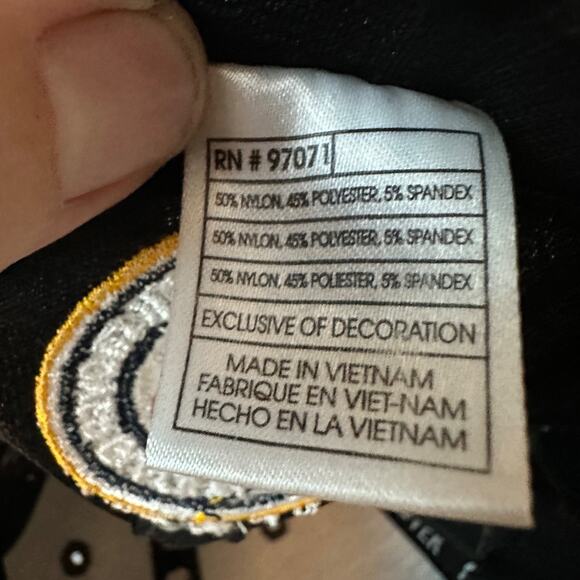 RN # 97071
50% NYLON, 45% POLYESTER, 5% SPANDEX
50% NYLON, 45% POLYESTER, 5% SPANDEX
50% NYLON, 45% POLIESTER, 5% SPANDEX
EXCLUSIVE OF DECORATION
MADE IN VIETNAM
FABRIQUE EN VIET-NAM
HECHO EN LA VIETNAM